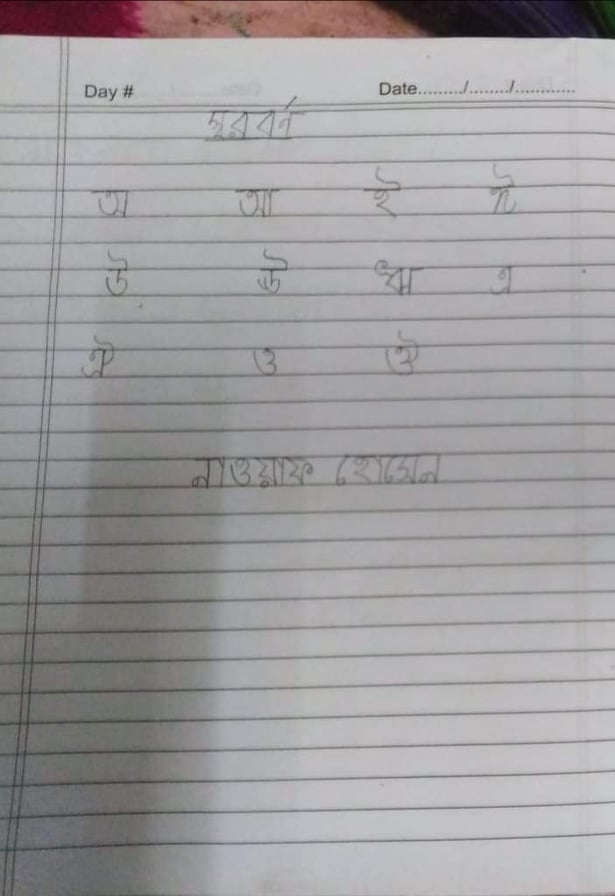 Day # Date........./......../............
স্বরবর্ণ
অ আ ই ঈ
উ ঊ ঋ এ
ঐ ও ঔ
নাওয়াফ হোসেন